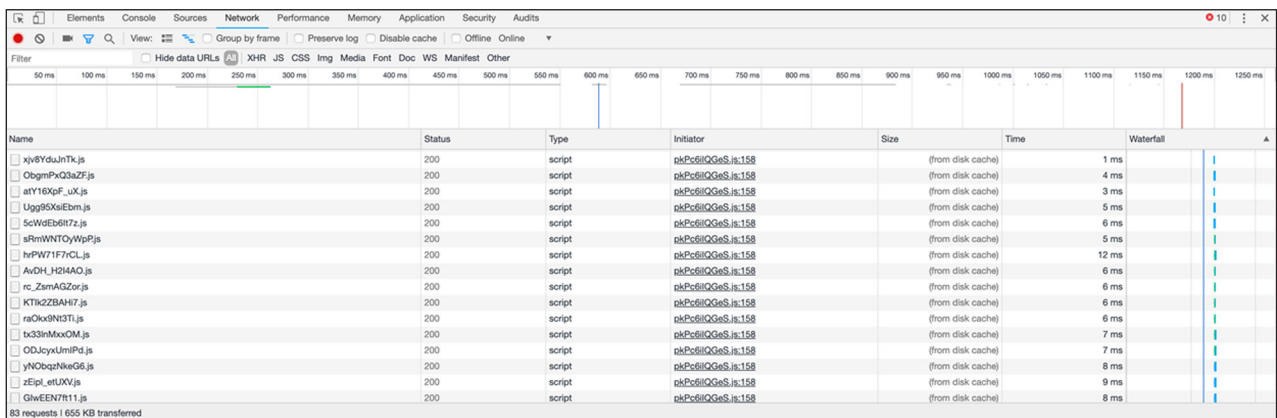 Elements Console Sources Network Performance Memory Application Security Audits 10
View: Group by frame Preserve log Disable cache Offline Online
Filter Hide data URLs All XHR JS CSS Img Media Font Doc WS Manifest Other
50 ms 100 ms 150 ms 200 ms 250 ms 300 ms 350 ms 400 ms 450 ms 500 ms 550 ms 600 ms 650 ms 700 ms 750 ms 800 ms 850 ms 900 ms 950 ms 1000 ms 1050 ms 1100 ms 1150 ms 1200 ms 1250 ms
Name Status Type Initiator Size Time Waterfall
xjv8YduJnTk.js 200 script pkPc6ilQGeS.js:158 (from disk cache) 1 ms
ObgmPxQ3aZF.js 200 script pkPc6ilQGeS.js:158 (from disk cache) 4 ms
atY16XpF_uX.js 200 script pkPc6ilQGeS.js:158 (from disk cache) 3 ms
Ugg95XsiEbm.js 200 script pkPc6ilQGeS.js:158 (from disk cache) 5 ms
5cWdEb6It7z.js 200 script pkPc6ilQGeS.js:158 (from disk cache) 6 ms
sRmWNTOyWpP.js 200 script pkPc6ilQGeS.js:158 (from disk cache) 5 ms
hrPW71F7rCL.js 200 script pkPc6ilQGeS.js:158 (from disk cache) 12 ms
AvDH_H2I4AO.js 200 script pkPc6ilQGeS.js:158 (from disk cache) 6 ms
rc_ZsmAGZor.js 200 script pkPc6ilQGeS.js:158 (from disk cache) 6 ms
KTIk2ZBAHi7.js 200 script pkPc6ilQGeS.js:158 (from disk cache) 6 ms
raOkx9Nt3Ti.js 200 script pkPc6ilQGeS.js:158 (from disk cache) 6 ms
tx33lnMxxOM.js 200 script pkPc6ilQGeS.js:158 (from disk cache) 7 ms
ODJcyxUmIPd.js 200 script pkPc6ilQGeS.js:158 (from disk cache) 7 ms
yNObqzNkeG6.js 200 script pkPc6ilQGeS.js:158 (from disk cache) 8 ms
zEipl_etUXV.js 200 script pkPc6ilQGeS.js:158 (from disk cache) 9 ms
GlwEEN7ft11.js 200 script pkPc6ilQGeS.js:158 (from disk cache) 8 ms
83 requests | 655 KB transferred